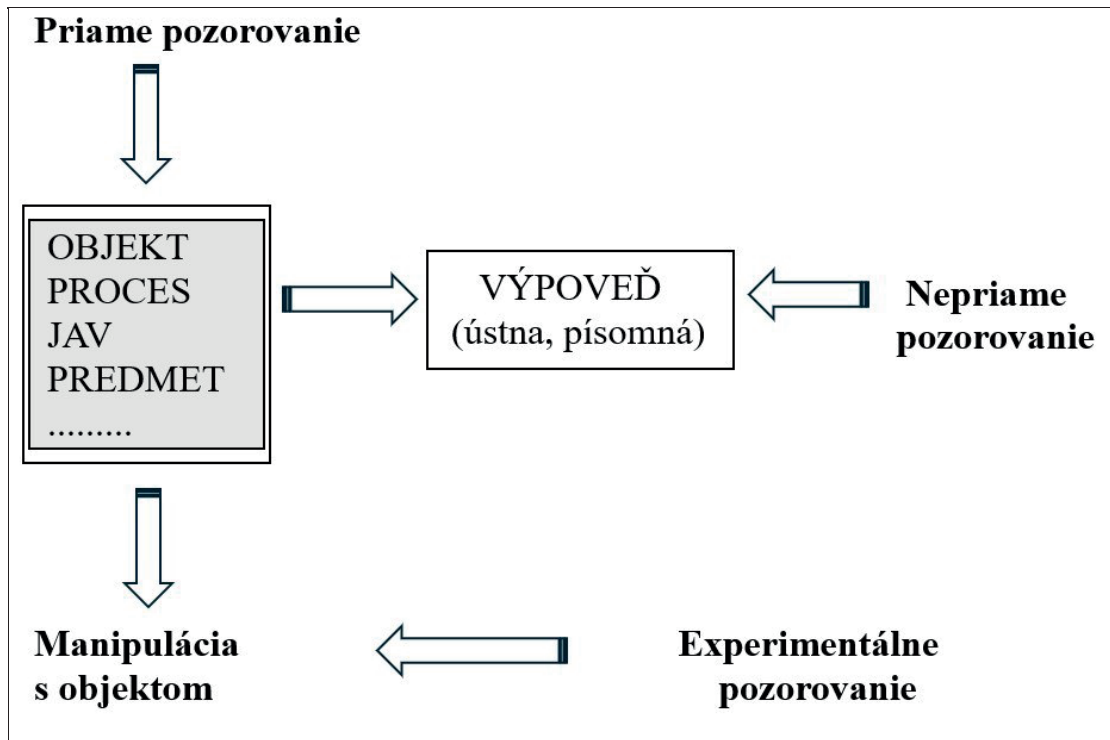 Priame pozorovanie
OBJEKT
PROCES
JAV
PREDMET
.........
VÝPOVEĎ
(ústna, písomná)
Nepriame
pozorovanie
Manipulácia
s objektom
Experimentálne
pozorovanie